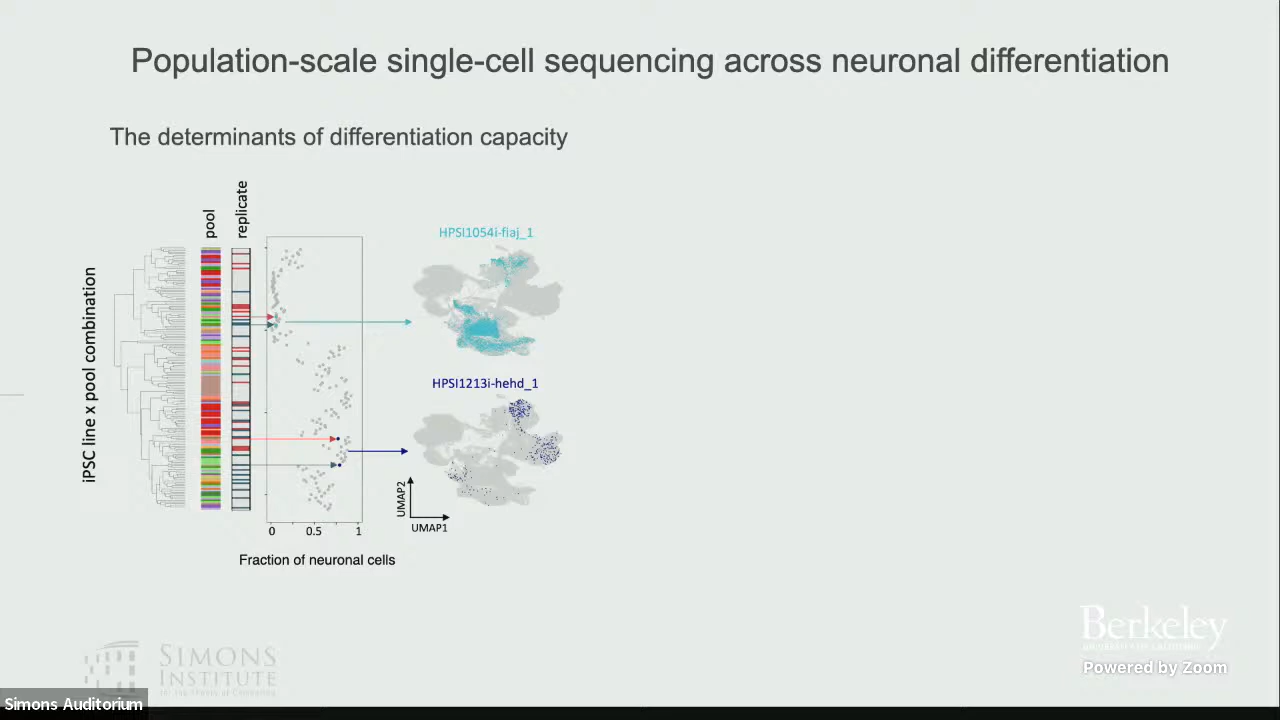 Population-scale single-cell sequencing across neuronal differentiation
The determinants of differentiation capacity
iPSC line x pool combination
pool
replicate
HPSI1054i-fiaj_1
HPSI1213i-hehd_1
UMAP2
UMAP1
0 0.5 1
Fraction of neuronal cells
SIMONS
INSTITUTE
Berkeley
Powered by Zoom
Simons Auditorium